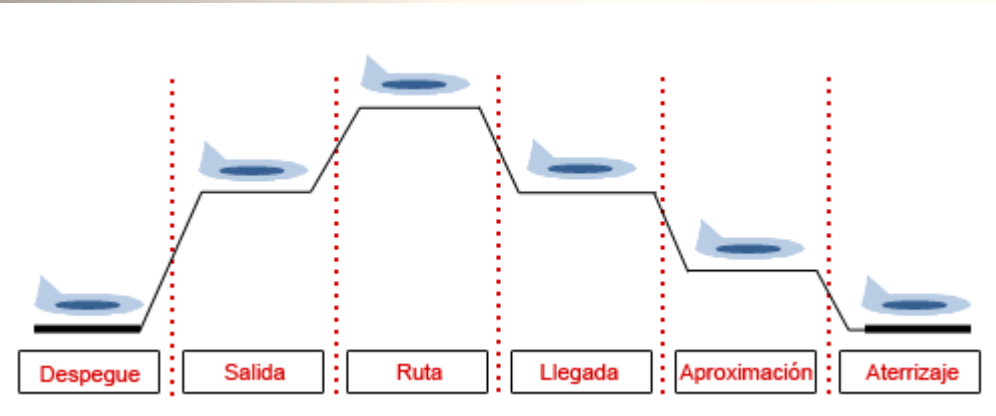 Despegue
Salida
Ruta
Llegada
Aproximación
Aterrizaje